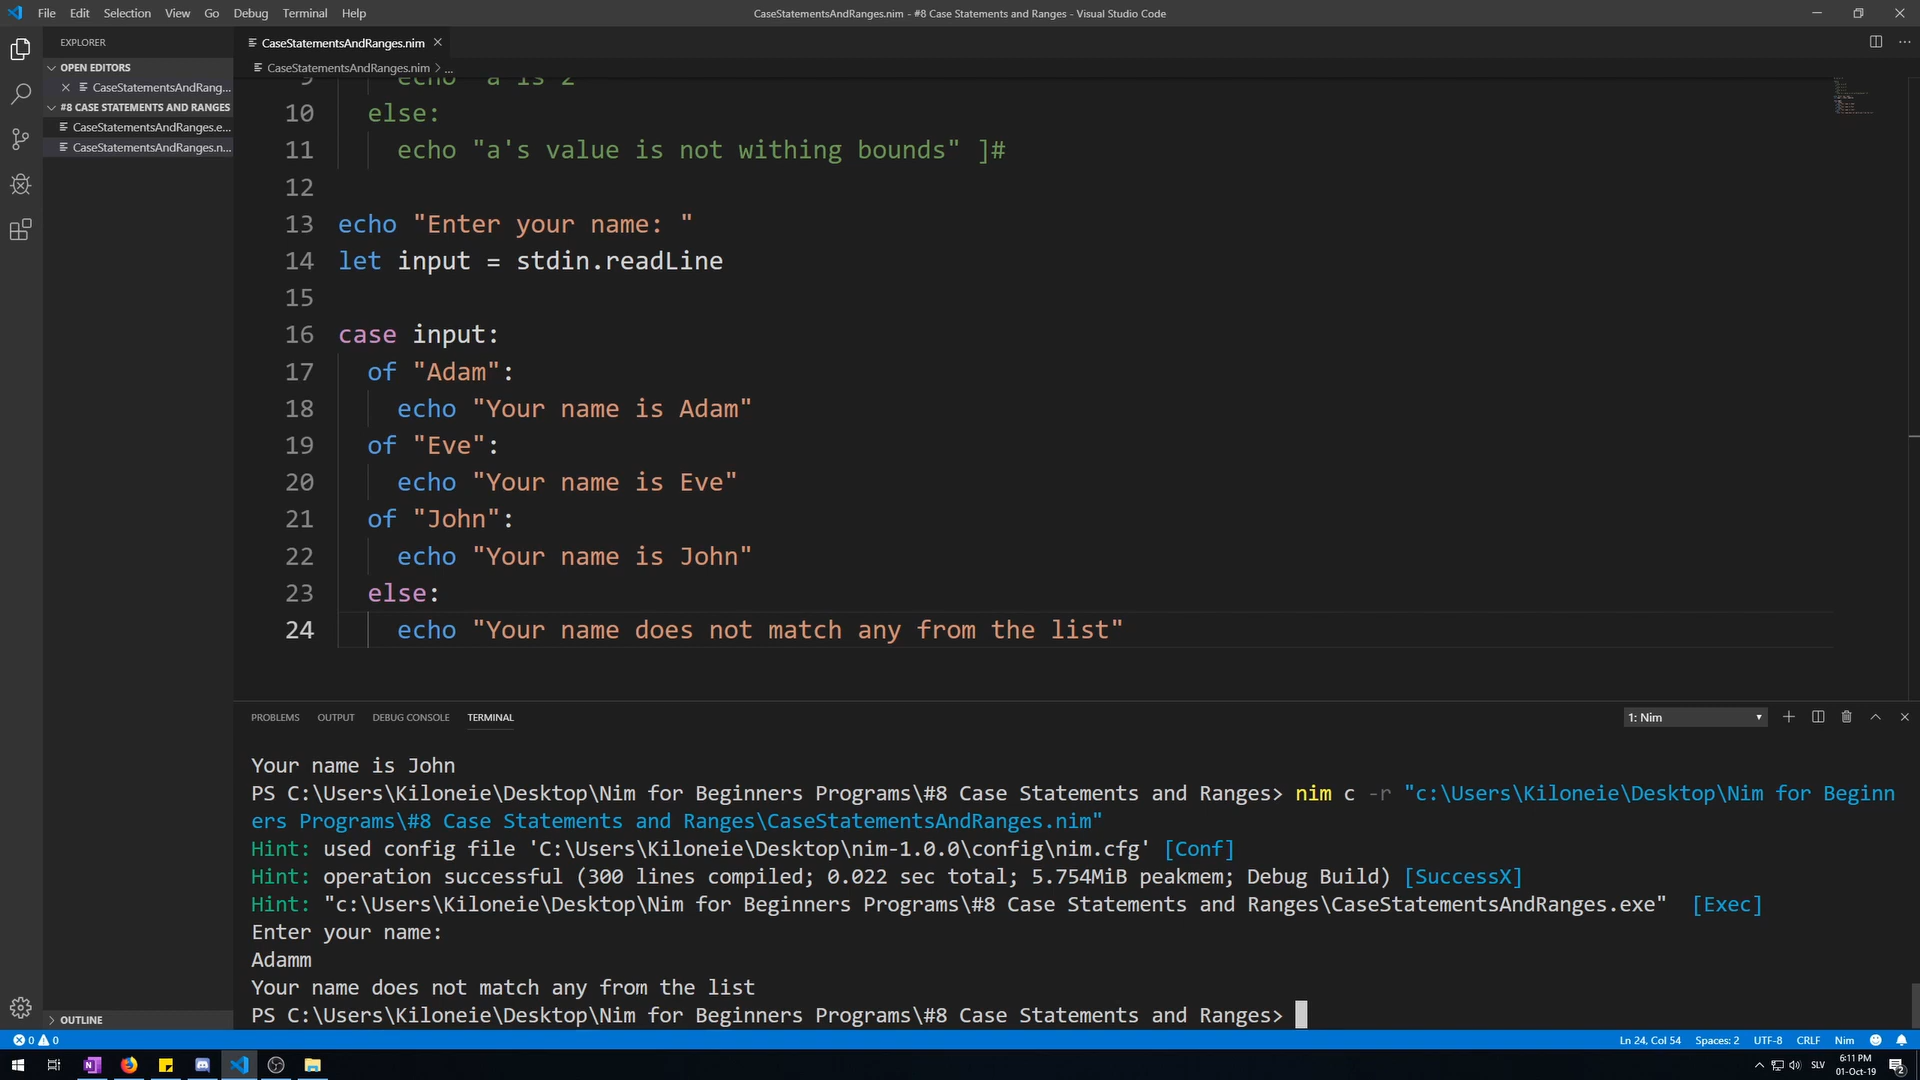 File Edit Selection View Go Debug Terminal Help
CaseStatementsAndRanges.nim - #8 Case Statements and Ranges - Visual Studio Code
EXPLORER
OPEN EDITORS
CaseStatementsAndRang...
#8 CASE STATEMENTS AND RANGES
CaseStatementsAndRanges.e...
CaseStatementsAndRanges.n...
OUTLINE
CaseStatementsAndRanges.nim
CaseStatementsAndRanges.nim > ...
9 echo "a is 2"
10 else:
11 echo "a's value is not withing bounds" ]#
12
13 echo "Enter your name: "
14 let input = stdin.readLine
15
16 case input:
17 of "Adam":
18 echo "Your name is Adam"
19 of "Eve":
20 echo "Your name is Eve"
21 of "John":
22 echo "Your name is John"
23 else:
24 echo "Your name does not match any from the list"
PROBLEMS OUTPUT DEBUG CONSOLE TERMINAL
1: Nim
Your name is John
PS C:\Users\Kiloneie\Desktop\Nim for Beginners Programs\#8 Case Statements and Ranges> nim c -r "c:\Users\Kiloneie\Desktop\Nim for Beginn
ers Programs\#8 Case Statements and Ranges\CaseStatementsAndRanges.nim"
Hint: used config file 'C:\Users\Kiloneie\Desktop\nim-1.0.0\config\nim.cfg' [Conf]
Hint: operation successful (300 lines compiled; 0.022 sec total; 5.754MiB peakmem; Debug Build) [SuccessX]
Hint: "c:\Users\Kiloneie\Desktop\Nim for Beginners Programs\#8 Case Statements and Ranges\CaseStatementsAndRanges.exe" [Exec]
Enter your name:
Adamm
Your name does not match any from the list
PS C:\Users\Kiloneie\Desktop\Nim for Beginners Programs\#8 Case Statements and Ranges>
0 0
Ln 24, Col 54 Spaces: 2 UTF-8 CRLF Nim
SLV
6:11 PM
01-Oct-19
2